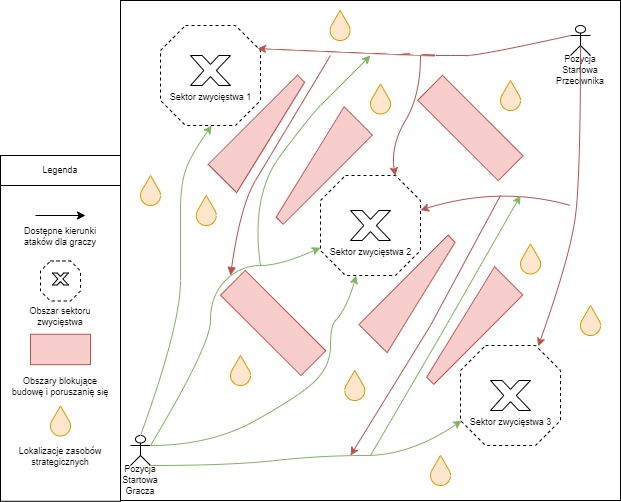 Legenda
Dostępne kierunki
ataków dla graczy
Obszar sektoru
zwycięstwa
Obszary blokujące
budowę i poruszanię się
Lokalizacje zasobów
strategicznych
Sektor zwycięstwa 1
Pozycja
Startowa
Przeciwnika
Sektor zwycięstwa 2
Sektor zwycięstwa 3
Pozycja
Startowa
Gracza